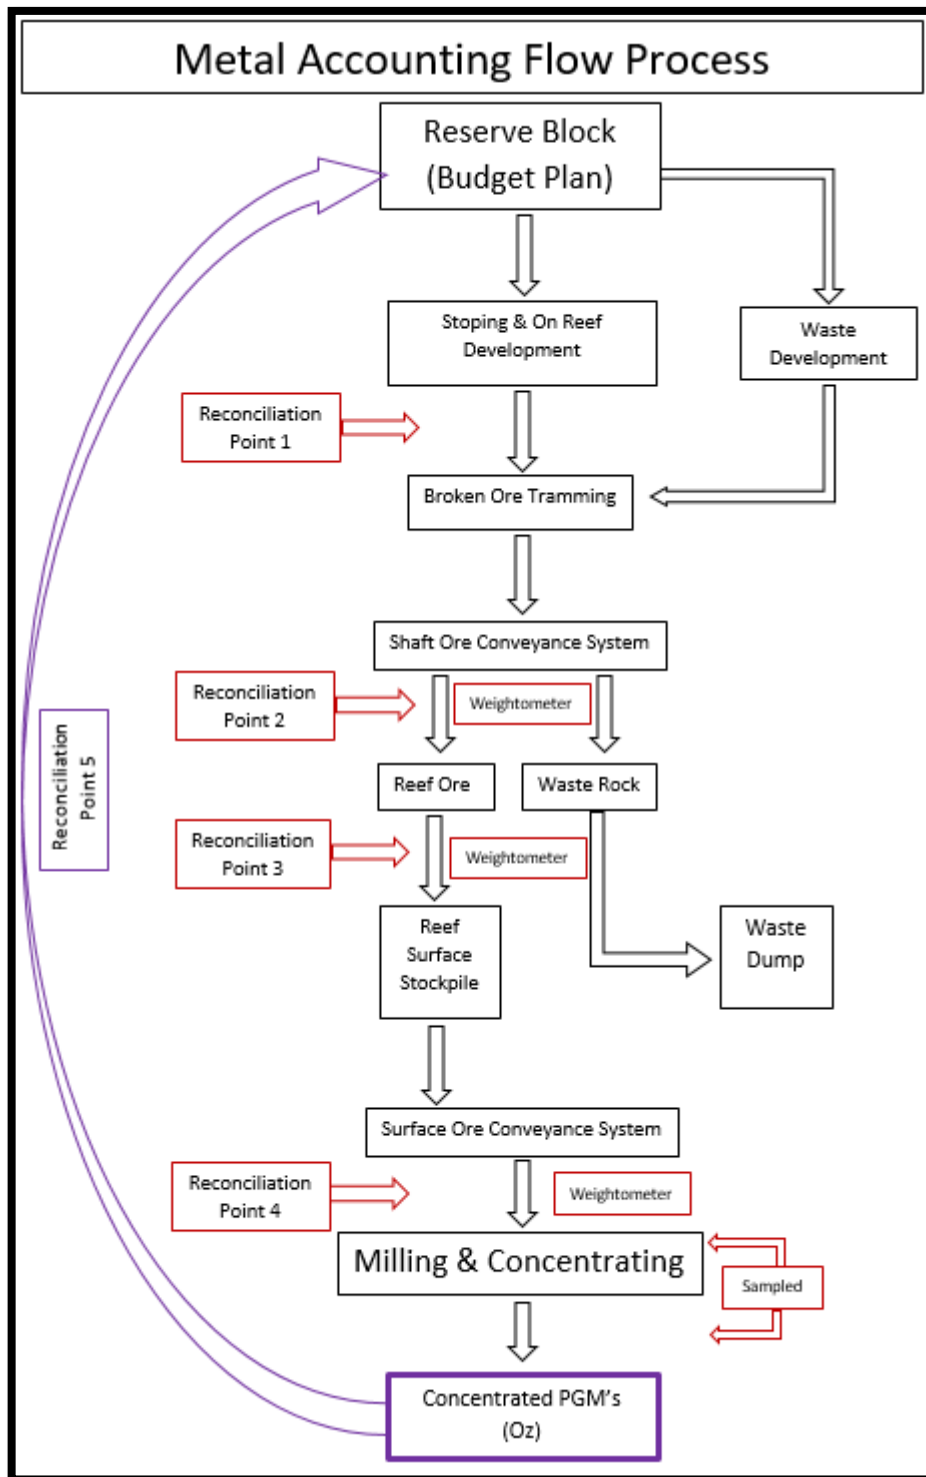 Metal Accounting Flow Process
Reserve Block
(Budget Plan)
Stoping & On Reef
Development
Waste
Development
Reconciliation
Point 1
Broken Ore Tramming
Shaft Ore Conveyance System
Reconciliation
Point 2
Weightometer
Reconciliation
Point 5
Reef Ore
Waste Rock
Reconciliation
Point 3
Weightometer
Reef
Surface
Stockpile
Waste
Dump
Surface Ore Conveyance System
Reconciliation
Point 4
Weightometer
Milling & Concentrating
Sampled
Concentrated PGM's
(Oz)